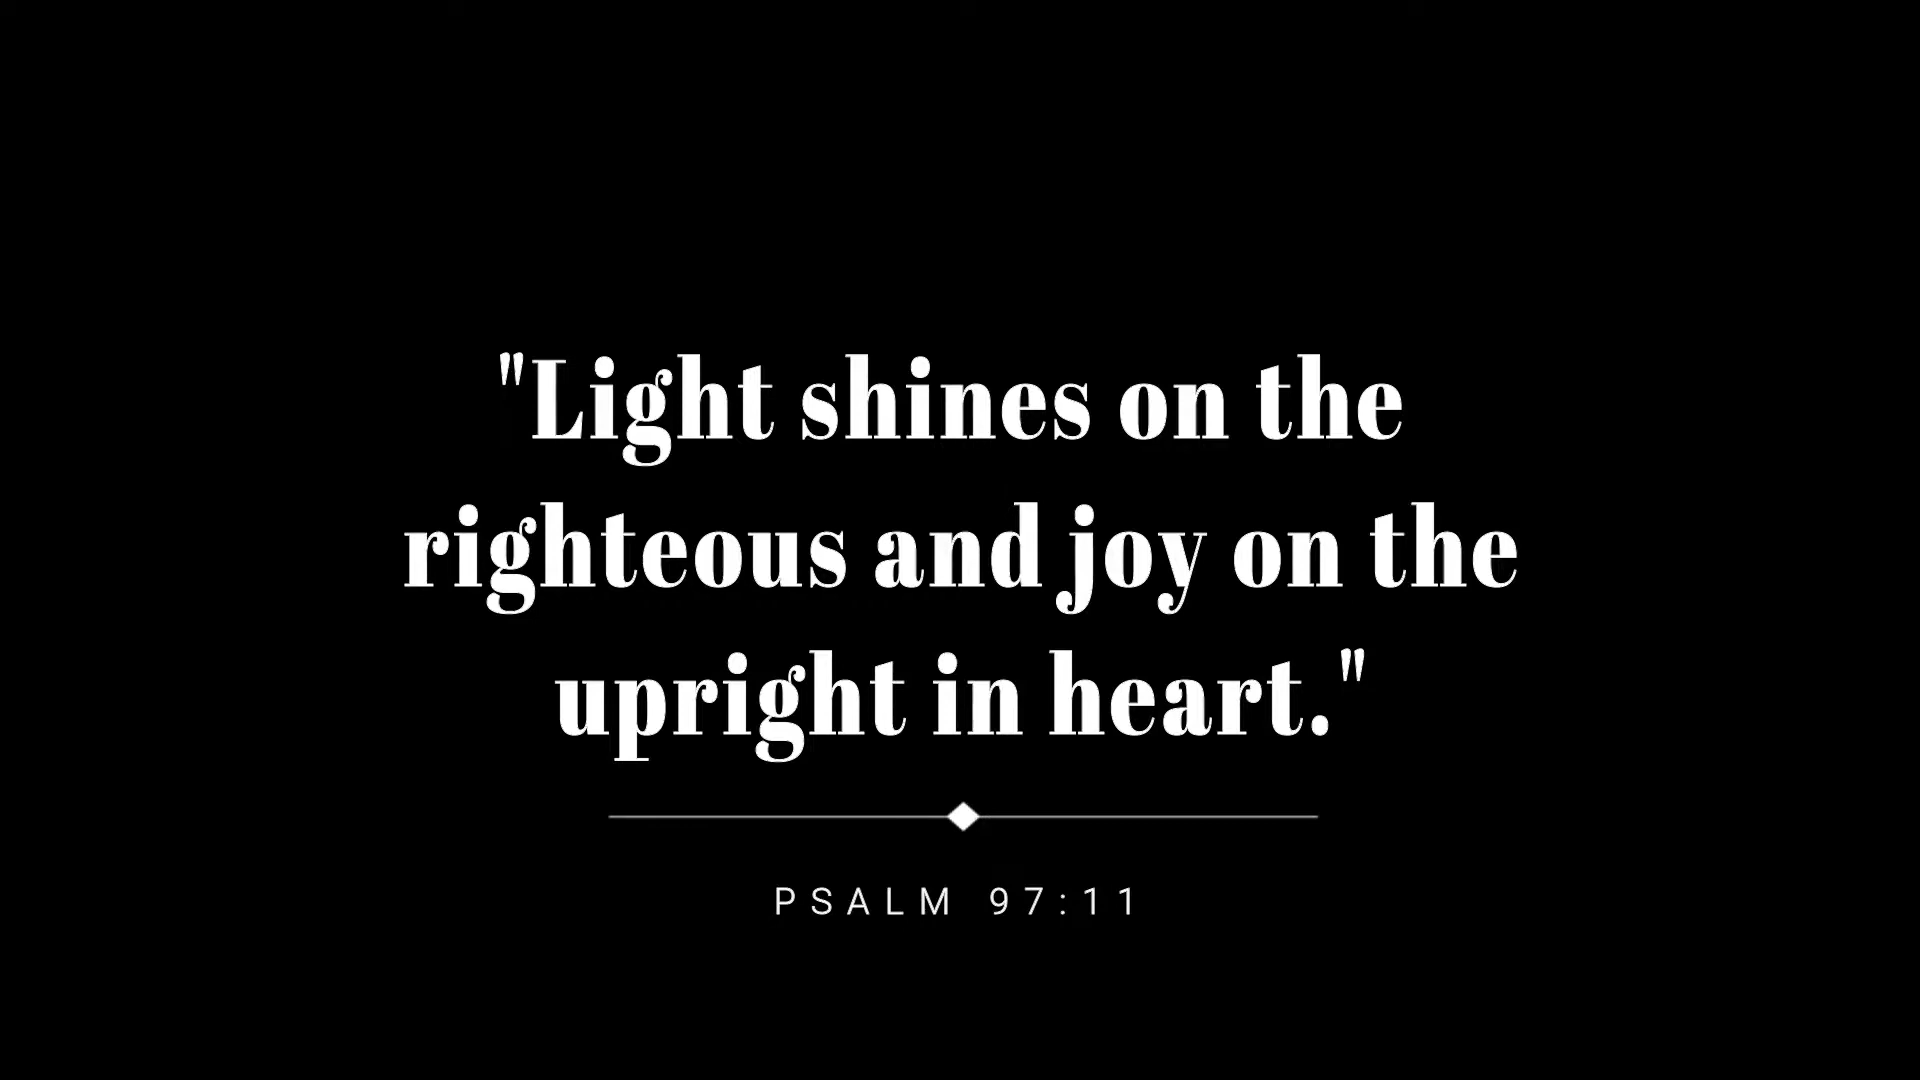 "Light shines on the
righteous and joy on the
upright in heart."
PSALM 97:11